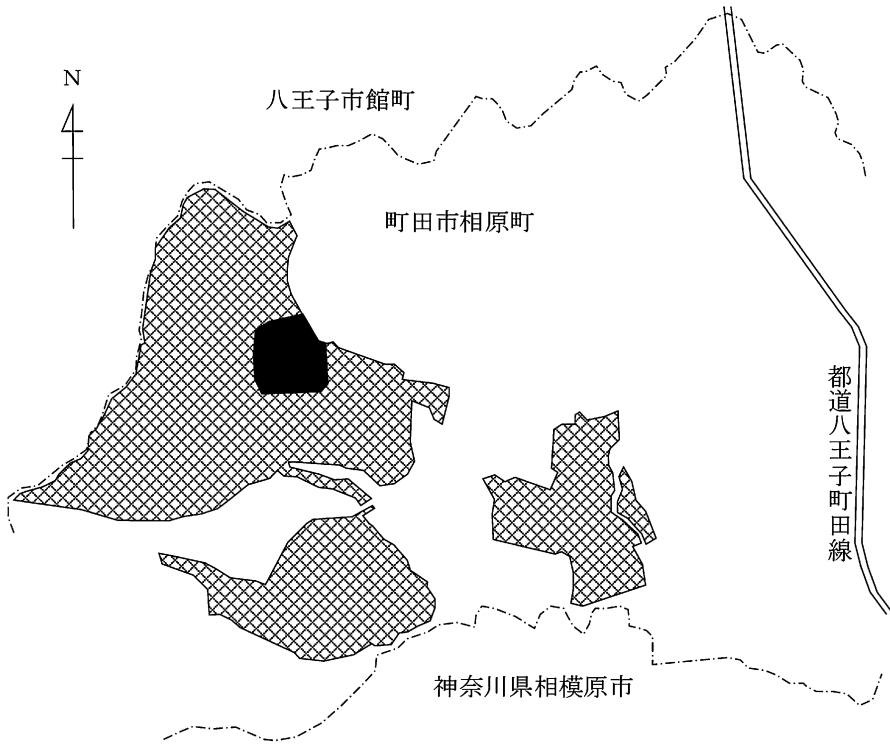 N
八王子市館町
町田市相原町
都道八王子町田線
神奈川県相模原市